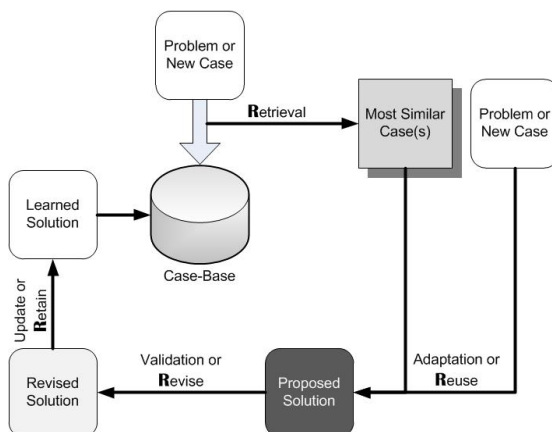 Problem or
New Case
Retrieval
Most Similar
Case(s)
Problem or
New Case
Learned
Solution
Case-Base
Update or
Retain
Validation or
Revise
Adaptation or
Reuse
Revised
Solution
Proposed
Solution